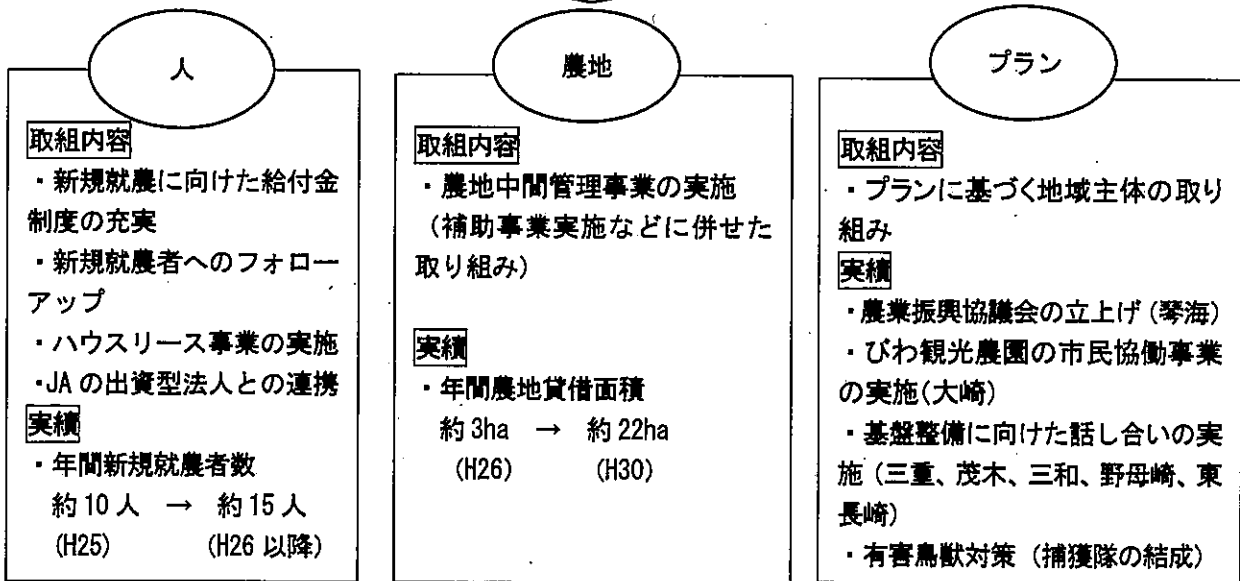 人
取組内容
・新規就農に向けた給付金
制度の充実
・新規就農者へのフォロー
アップ
・ハウスリース事業の実施
・JAの出資型法人との連携
実績
・年間新規就農者数
約10人 → 約15人
(H25) (H26以降)
農地
取組内容
・農地中間管理事業の実施
(補助事業実施などに併せた
取り組み)
実績
・年間農地貸借面積
約3ha → 約22ha
(H26) (H30)
プラン
取組内容
・プランに基づく地域主体の取り
組み
実績
・農業振興協議会の立上げ(琴海)
・びわ観光農園の市民協働事業
の実施(大崎)
・基盤整備に向けた話し合いの実
施(三重、茂木、三和、野母崎、東
長崎)
・有害鳥獣対策(捕獲隊の結成)